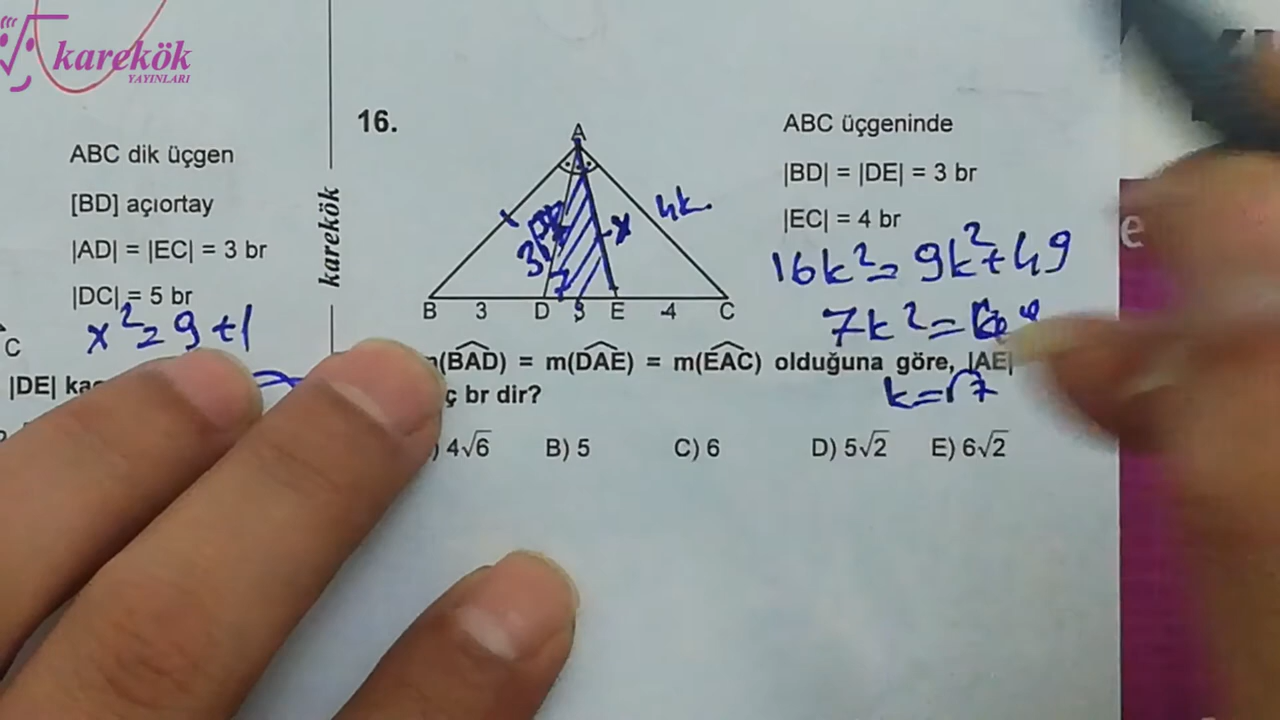 karekök
YAYINLARI
ABC dik üçgen
[BD] açıortay
|AD| = |EC| = 3 br
|DC| = 5 br
x² = 9 + 1
C
|DE|
karekök
16.
A
x
4k
B 3 D E 4 C
ABC üçgeninde
|BD| = |DE| = 3 br
|EC| = 4 br
16k² = 9k² + 49
7k² =
k = √7
(BAD) = m(DAE) = m(EAC) olduğuna göre, |AE|
ç br dir?
) 4√6 B) 5 C) 6 D) 5√2 E) 6√2
e